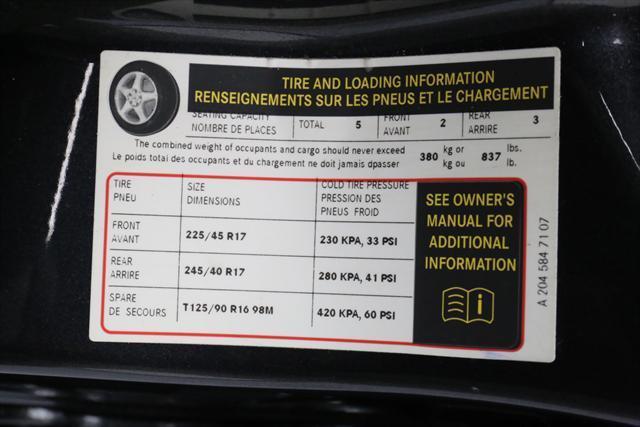 TIRE AND LOADING INFORMATION
RENSEIGNEMENTS SUR LES PNEUS ET LE CHARGEMENT
SEATING CAPACITY
NOMBRE DE PLACES
TOTAL 5
FRONT
AVANT
2
REAR
ARRIERE
3
The combined weight of occupants and cargo should never exceed
Le poids total des occupants et du chargement ne doit jamais dpasser
380
kg or
kg ou
837
lbs.
lb.
TIRE
PNEU
SIZE
DIMENSIONS
COLD TIRE PRESSURE
PRESSION DES
PNEUS FROID
FRONT
AVANT
225/45 R17
230 KPA, 33 PSI
REAR
ARRIRE
245/40 R17
280 KPA, 41 PSI
SPARE
DE SECOURS
T125/90 R16 98M
420 KPA, 60 PSI
SEE OWNER'S
MANUAL FOR
ADDITIONAL
INFORMATION
A 204 584 71 07